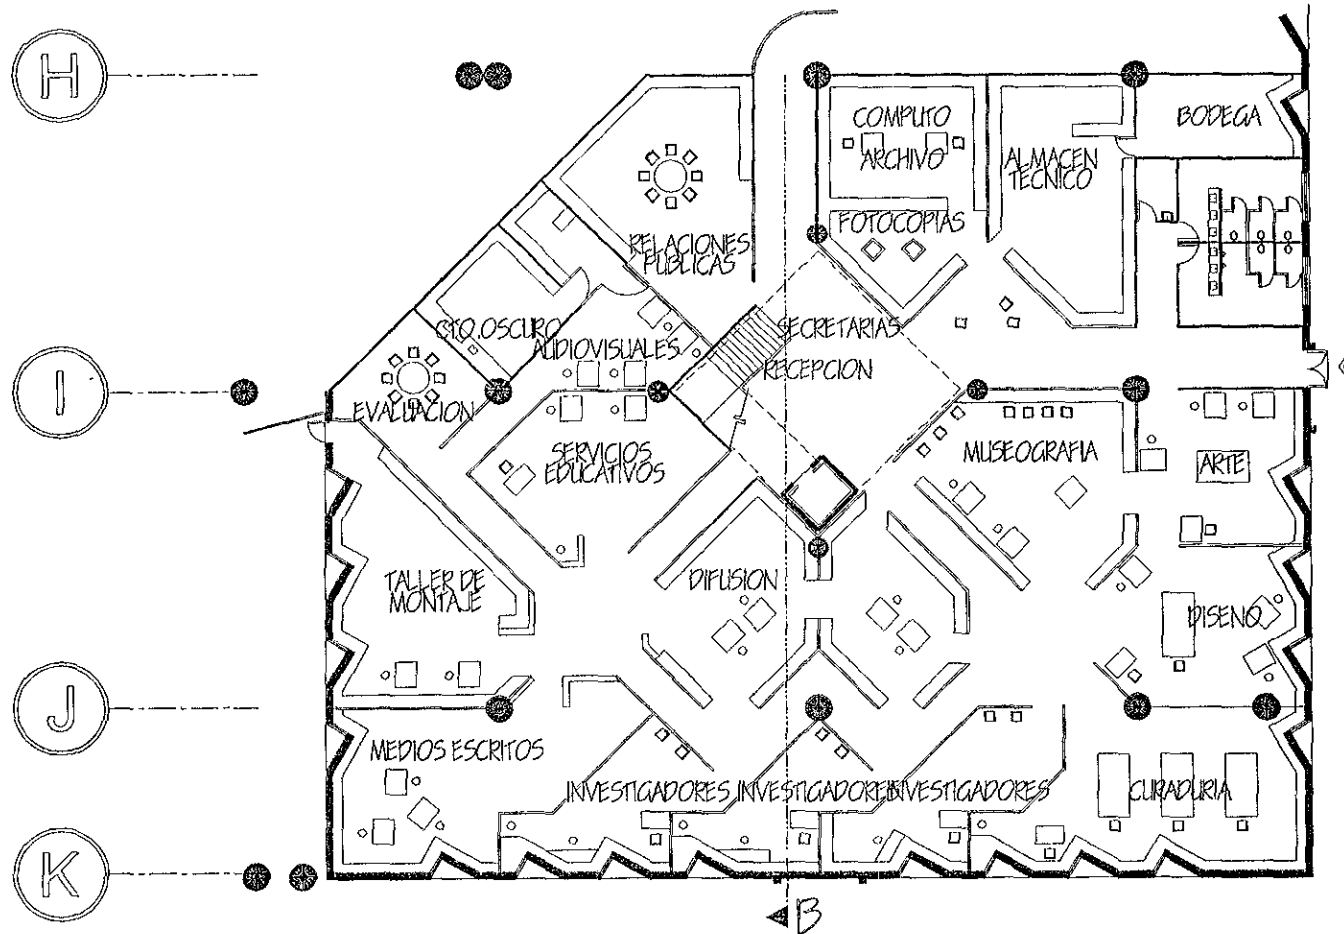 H
COMPUTO
ARCHIVO
BODEGA
ALMACEN
TECNICO
FOTOCOPIAS
RELACIONES
PUBLICAS
CTO. OSCURO
AUDIOVISUALES
SECRETARIAS
RECEPCION
I
EVALUACION
SERVICIOS
EDUCATIVOS
MUSEOGRAFIA
ARTE
TALLER DE
MONTAJE
DIFUSION
DISENO
J
MEDIOS ESCRITOS
INVESTIGADORES
INVESTIGADORES
INVESTIGADORES
CURADURIA
K
B